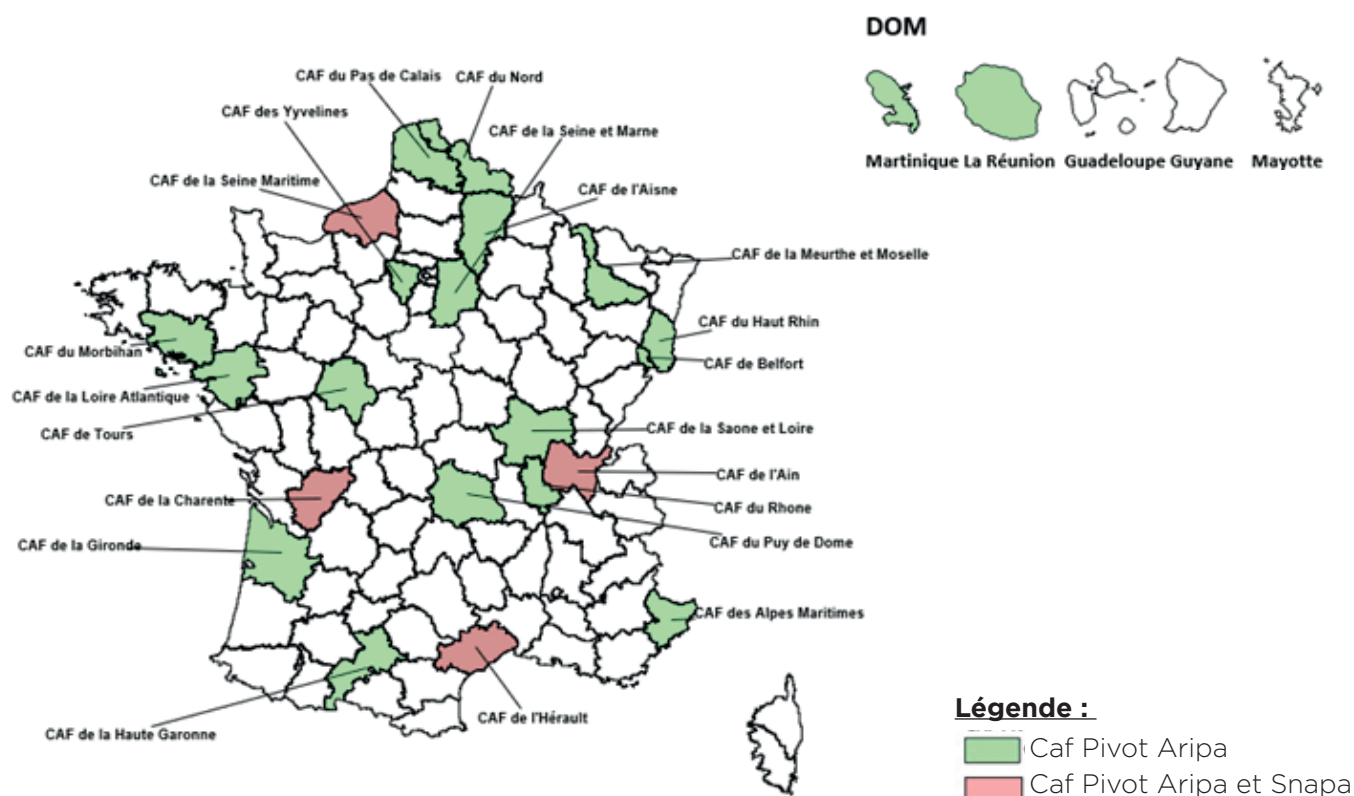 DOM
Martinique La Réunion Guadeloupe Guyane Mayotte
CAF du Pas de Calais
CAF du Nord
CAF des Yyvelines
CAF de la Seine et Marne
CAF de la Seine Maritime
CAF de l'Aisne
CAF de la Meurthe et Moselle
CAF du Haut Rhin
CAF du Morbihan
CAF de Belfort
CAF de la Loire Atlantique
CAF de Tours
CAF de la Saone et Loire
CAF de l'Ain
CAF de la Charente
CAF du Rhone
CAF du Puy de Dome
CAF de la Gironde
CAF des Alpes Maritimes
CAF de l'Hérault
CAF de la Haute Garonne
Légende :
Caf Pivot Aripa
Caf Pivot Aripa et Snapa